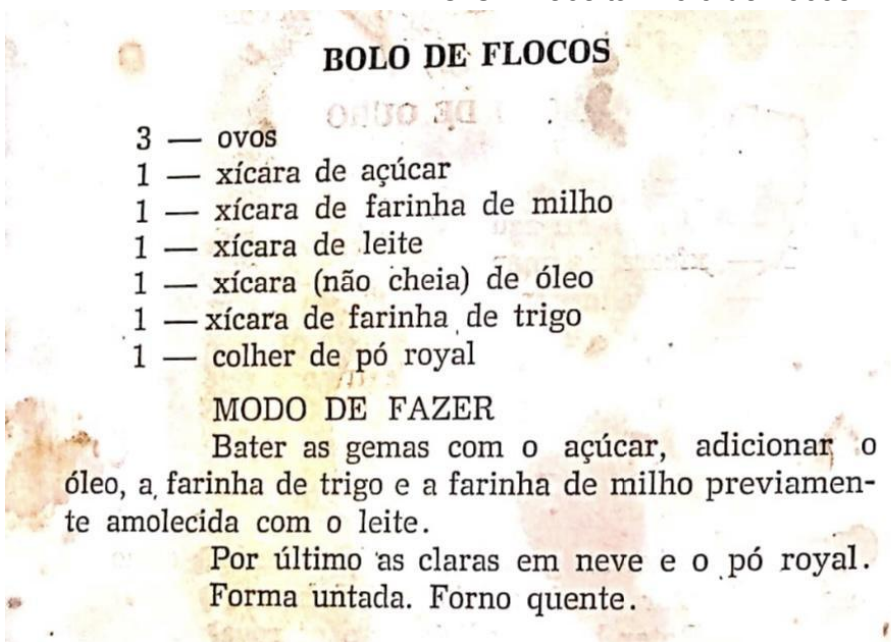 BOLO DE FLOCOS
3 — ovos
1 — xícara de açúcar
1 — xícara de farinha de milho
1 — xícara de leite
1 — xícara (não cheia) de óleo
1 — xícara de farinha de trigo
1 — colher de pó royal
MODO DE FAZER
Bater as gemas com o açúcar, adicionar o
óleo, a farinha de trigo e a farinha de milho previamen-
te amolecida com o leite.
Por último as claras em neve e o pó royal.
Forma untada. Forno quente.